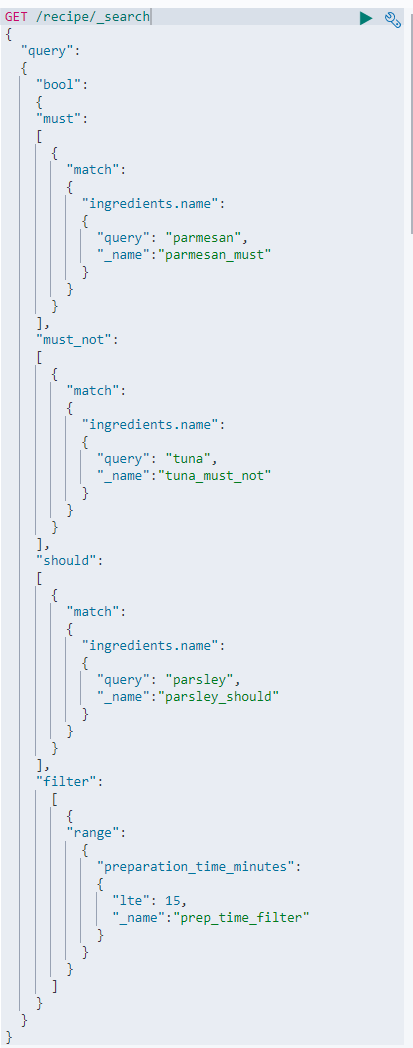 GET /recipe/_search
{
  "query":
  {
    "bool":
    {
    "must":
    [
      {
        "match":
        {
          "ingredients.name":
          {
            "query": "parmesan",
            "_name":"parmesan_must"
          }
        }
      }
    ],
    "must_not":
    [
      {
        "match":
        {
          "ingredients.name":
          {
            "query": "tuna",
            "_name":"tuna_must_not"
          }
        }
      }
    ],
    "should":
    [
      {
        "match":
        {
          "ingredients.name":
          {
            "query": "parsley",
            "_name":"parsley_should"
          }
        }
      }
    ],
    "filter":
      [
        {
        "range":
          {
            "preparation_time_minutes":
            {
              "lte": 15,
              "_name":"prep_time_filter"
            }
          }
        }
      ]
    }
  }
}